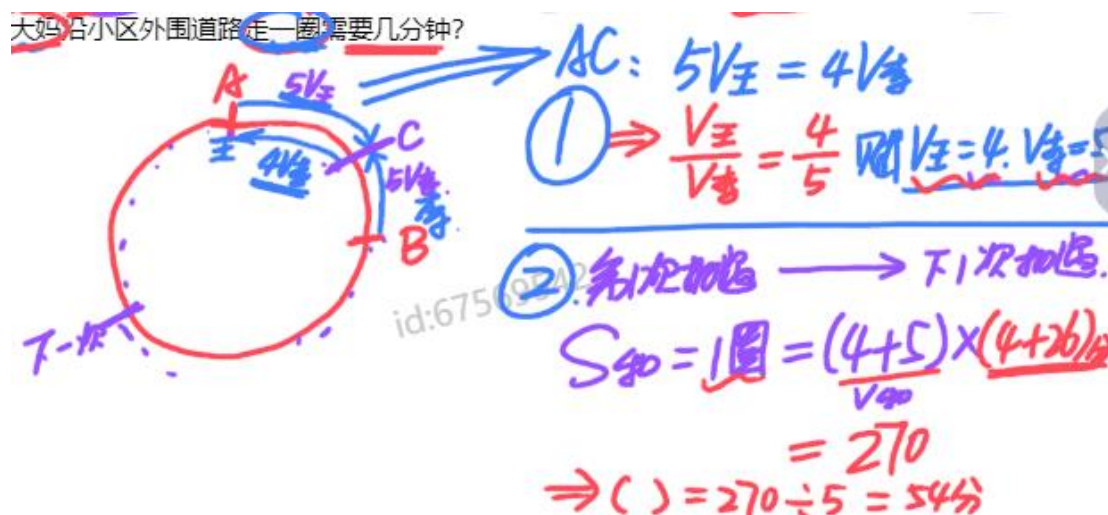 大妈沿小区外围道路走一圈需要几分钟？
AC：5V王 = 4V李
A
5V王
C
王
4V李
5V李
李
B
① ⇒ V王/V李 = 4/5 则V王=4. V李=5
② 第1次相遇 → 下1次相遇.
下一次
id:67569542
S和 = 1圈 = (4+5)×(4+26)分
V和
= 270
⇒ ( ) = 270÷5 = 54分